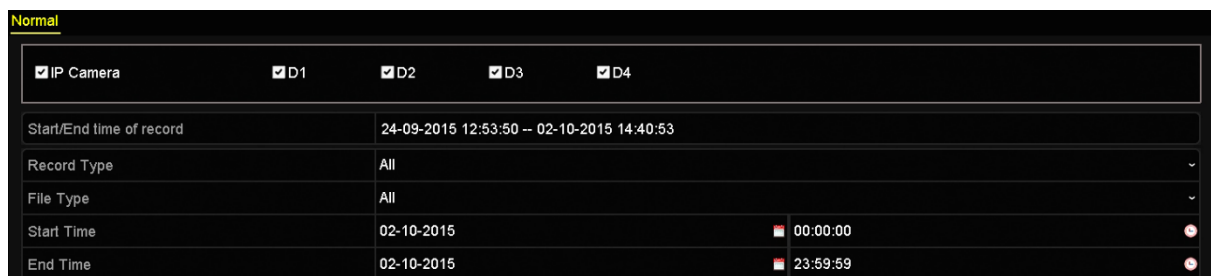 Normal
IP Camera D1 D2 D3 D4
Start/End time of record 24-09-2015 12:53:50 -- 02-10-2015 14:40:53
Record Type All
File Type All
Start Time 02-10-2015 00:00:00
End Time 02-10-2015 23:59:59